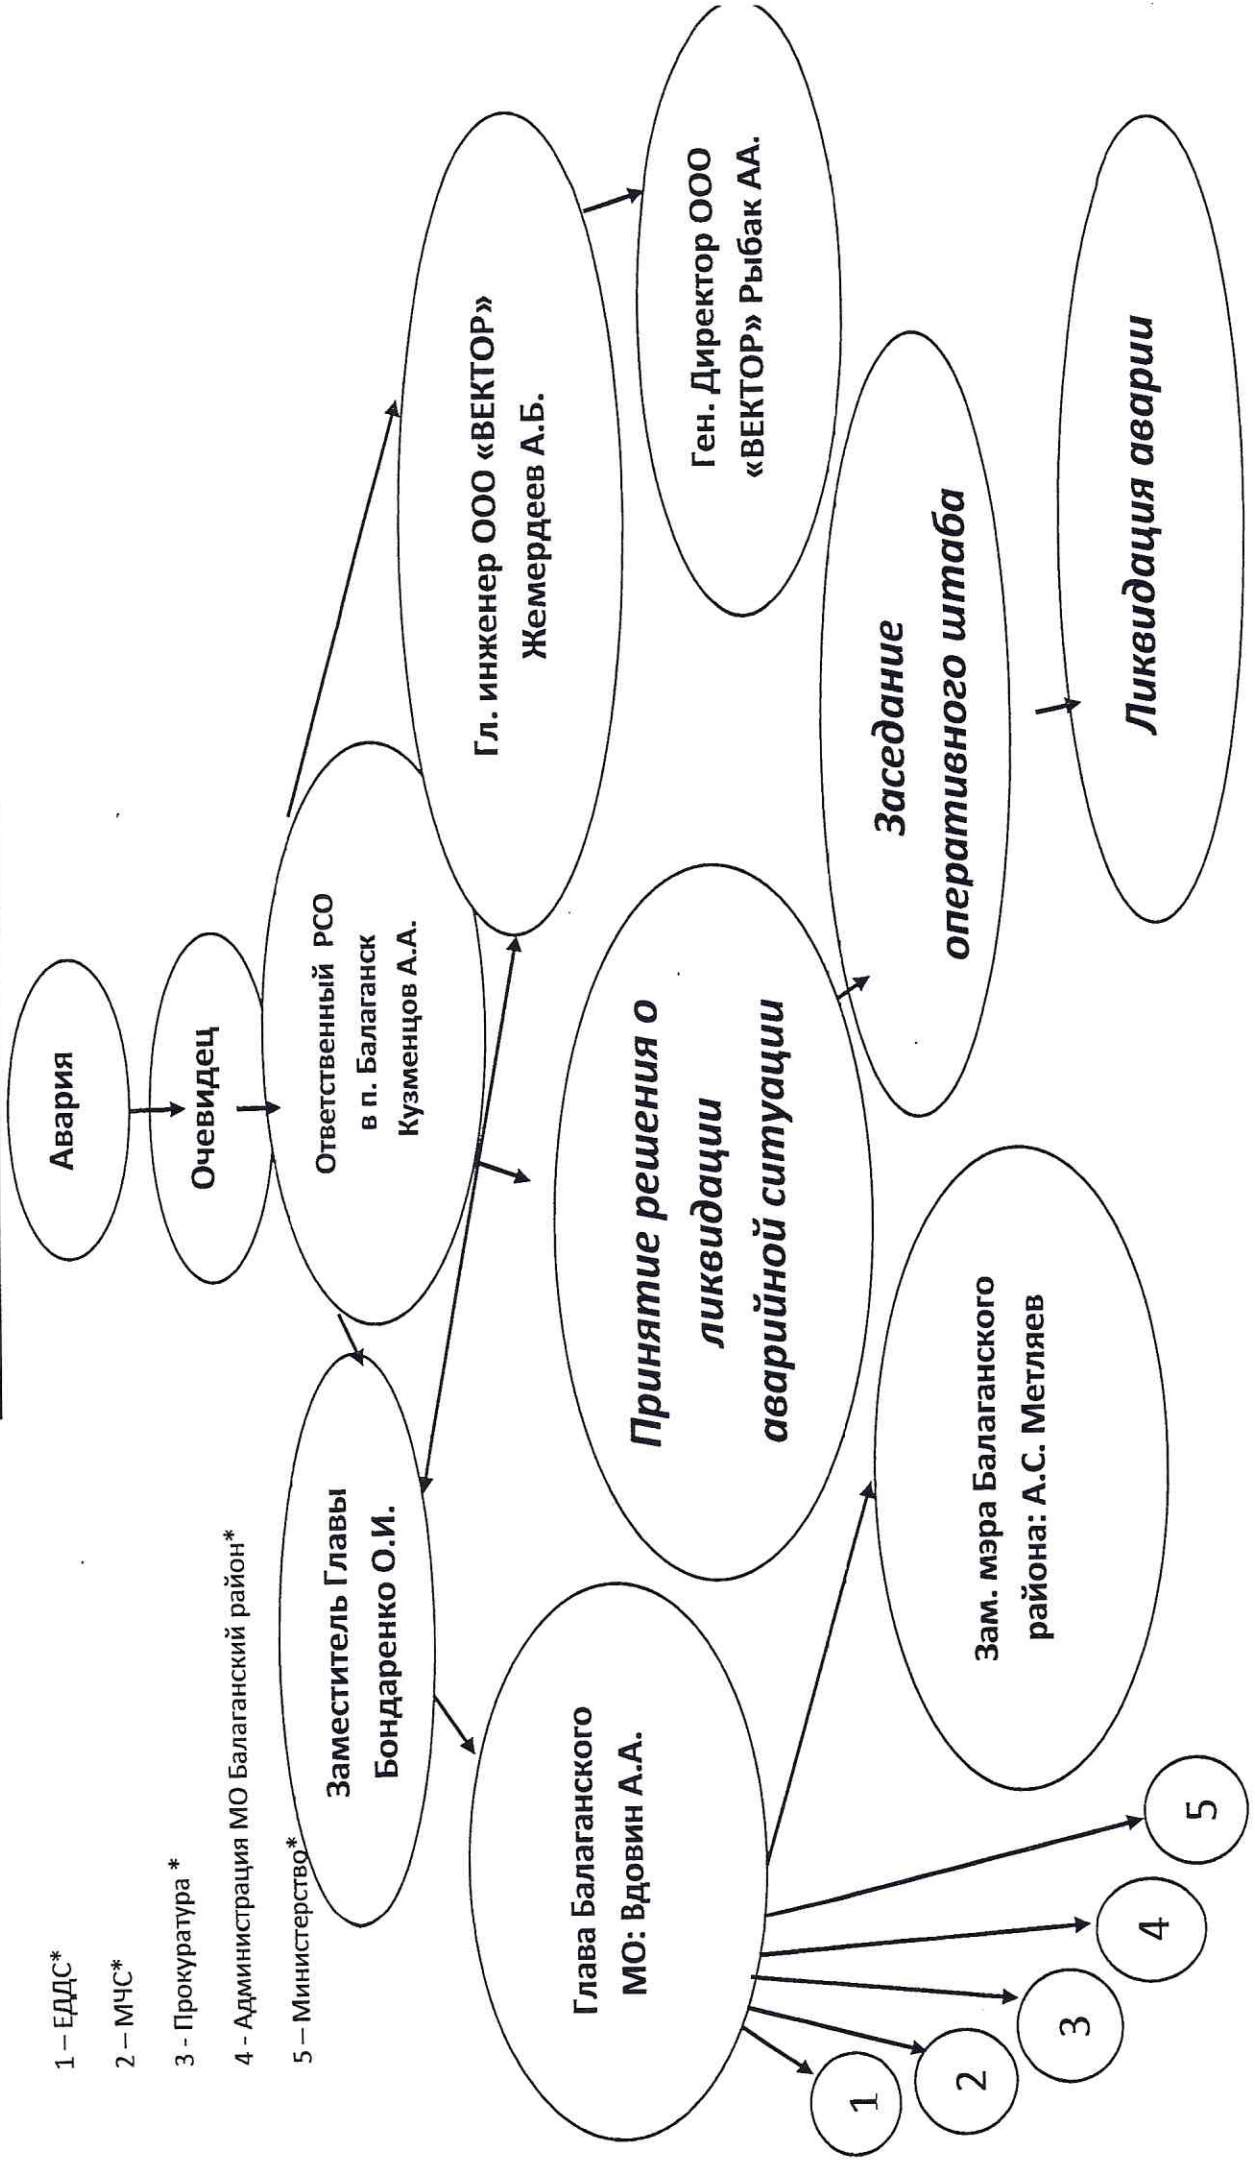 1 – ЕДДС*
2 – МЧС*
3 - Прокуратура *
4 - Администрация МО Балаганский район*
5 – Министерство*
Авария
Очевидец
Ответственный РСО
в п. Балаганск
Кузменцов А.А.
Заместитель Главы
Бондаренко О.И.
Гл. инженер ООО «ВЕКТОР»
Жемердеев А.Б.
Глава Балаганского
МО: Вдовин А.А.
Принятие решения о
ликвидации
аварийной ситуации
Ген. Директор ООО
«ВЕКТОР» Рыбак АА.
Заседание
оперативного штаба
Зам. мэра Балаганского
района: А.С. Метляев
Ликвидация аварии
1
2
3
4
5